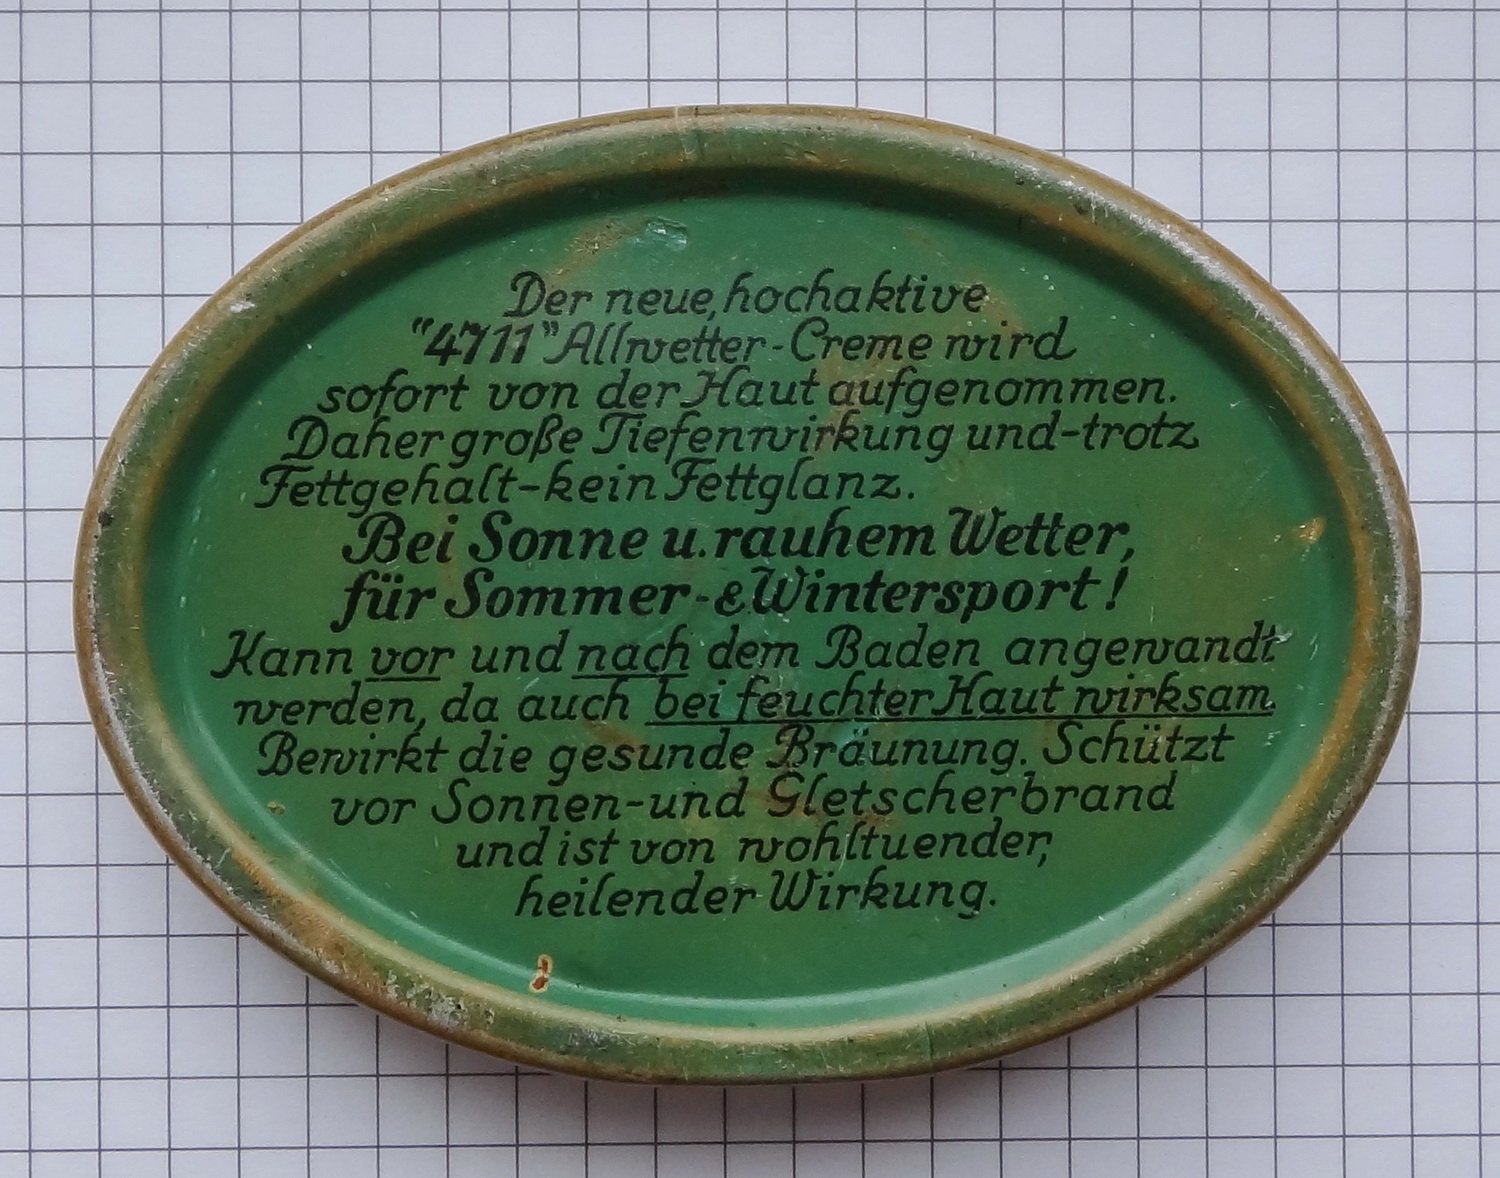 Der neue, hochaktive
"4711" Allwetter-Creme wird
sofort von der Haut aufgenommen.
Daher große Tiefenwirkung und-trotz
Fettgehalt-kein Fettglanz.
Bei Sonne u. rauhem Wetter,
für Sommer-& Wintersport!
Kann vor und nach dem Baden angewandt
werden, da auch bei feuchter Haut wirksam.
Bewirkt die gesunde Bräunung. Schützt
vor Sonnen-und Gletscherbrand
und ist von wohltuender,
heilender Wirkung.